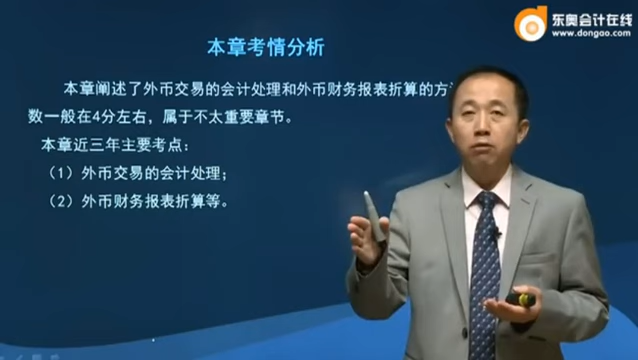 东奥会计在线
www.dongao.com
本章考情分析
本章阐述了外币交易的会计处理和外币财务报表折算的方
数一般在4分左右，属于不太重要章节。
本章近三年主要考点：
（1）外币交易的会计处理；
（2）外币财务报表折算等。